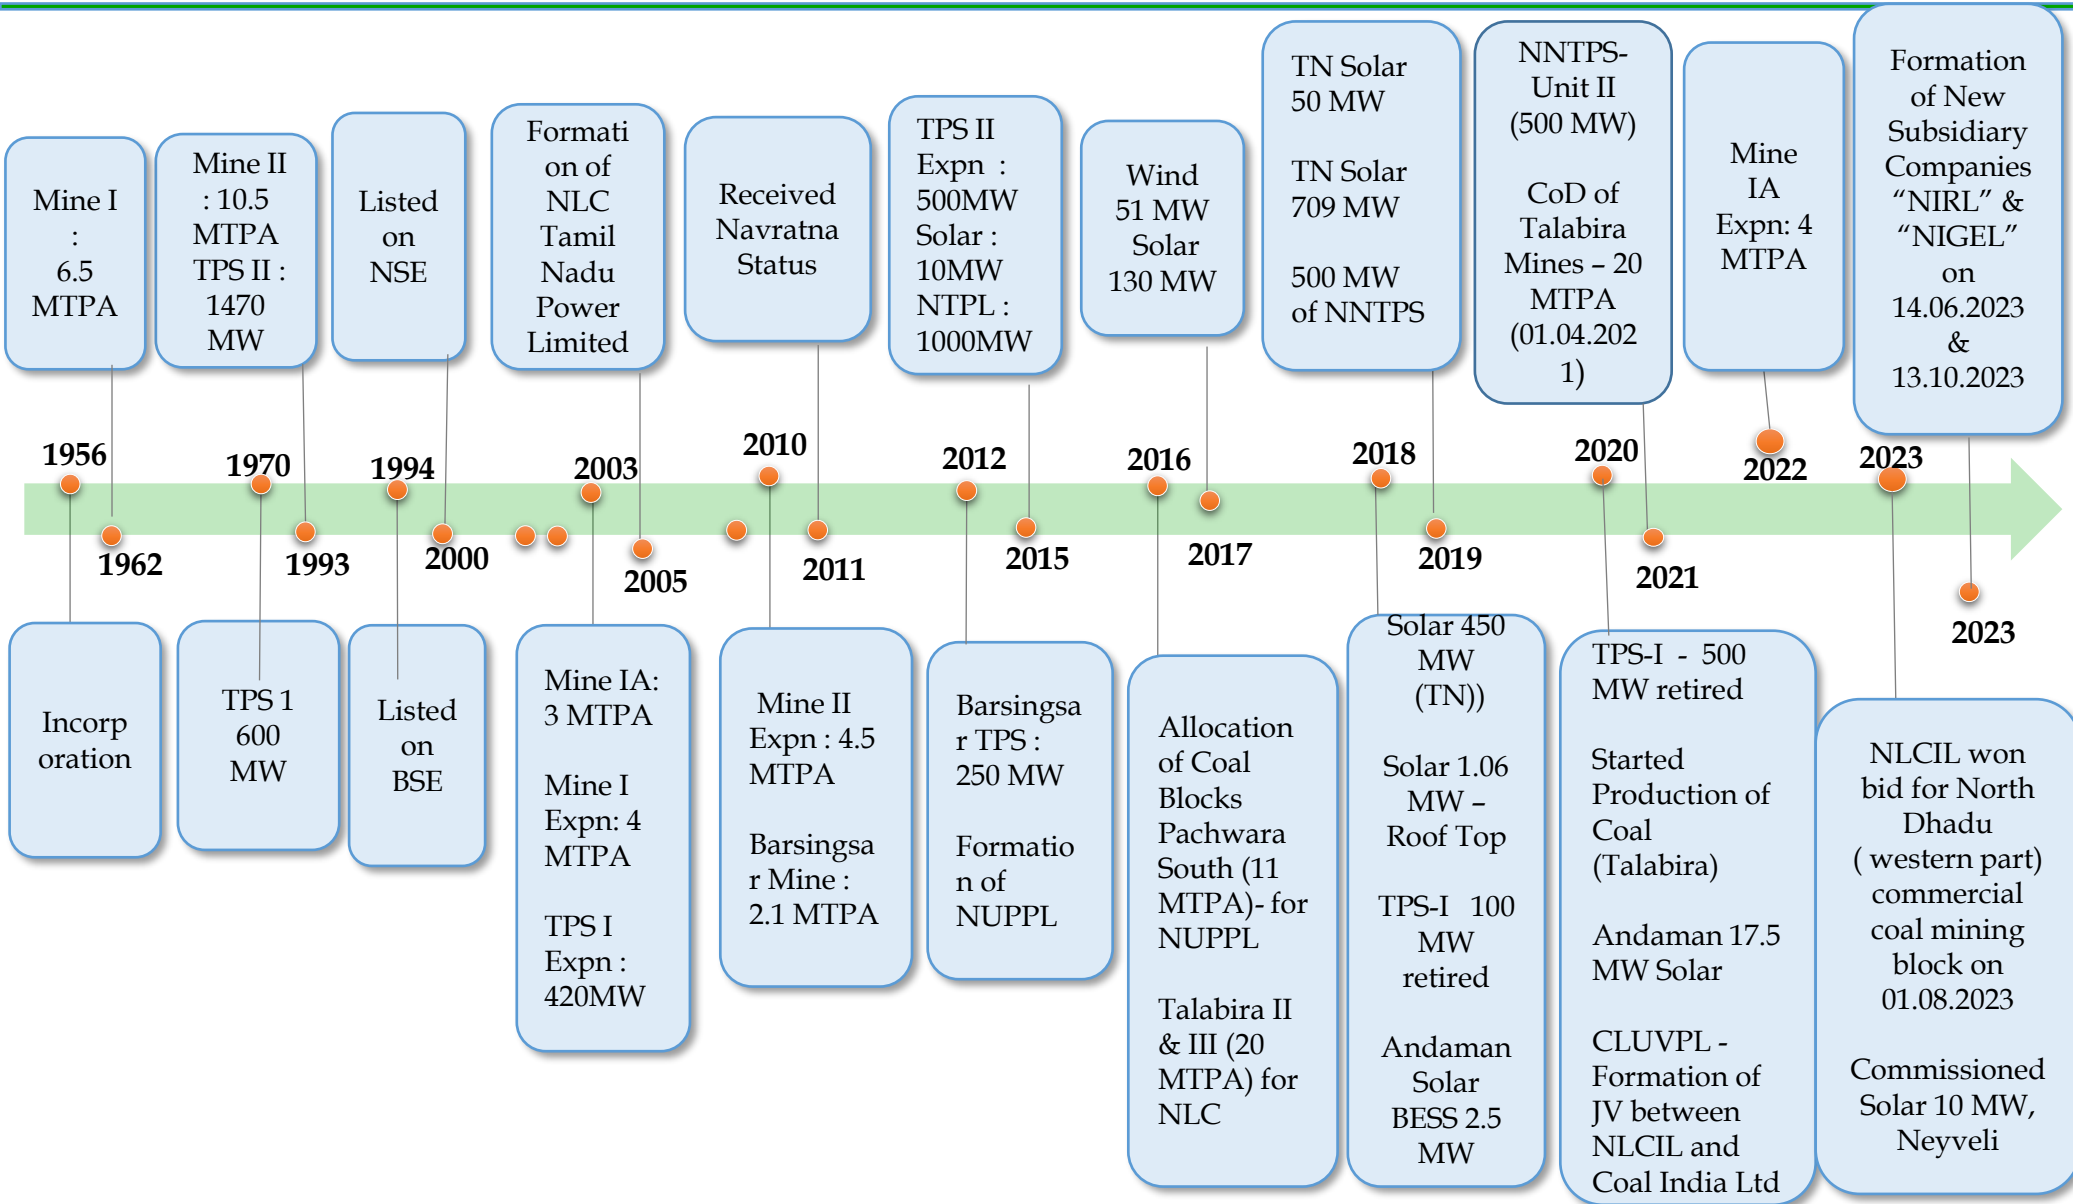 Mine I
:
6.5
MTPA
Mine II
: 10.5
MTPA
TPS II :
1470
MW
Listed
on
NSE
Formati
on of
NLC
Tamil
Nadu
Power
Limited
Received
Navratna
Status
TPS II
Expn :
500MW
Solar :
10MW
NTPL :
1000MW
Wind
51 MW
Solar
130 MW
TN Solar
50 MW
TN Solar
709 MW
500 MW
of NNTPS
NNTPS-
Unit II
(500 MW)
CoD of
Talabira
Mines – 20
MTPA
(01.04.202
1)
Mine
IA
Expn: 4
MTPA
Formation
of New
Subsidiary
Companies
“NIRL” &
“NIGEL”
on
14.06.2023
&
13.10.2023
1956
1970
1994
2003
2010
2012
2016
2018
2020
2022
2023
1962
1993
2000
2005
2011
2015
2017
2019
2021
2023
Incorp
oration
TPS 1
600
MW
Listed
on
BSE
Mine IA:
3 MTPA
Mine I
Expn: 4
MTPA
TPS I
Expn :
420MW
Mine II
Expn : 4.5
MTPA
Barsingsa
r Mine :
2.1 MTPA
Barsingsa
r TPS :
250 MW
Formatio
n of
NUPPL
Allocation
of Coal
Blocks
Pachwara
South (11
MTPA)- for
NUPPL
Talabira II
& III (20
MTPA) for
NLC
Solar 450
MW
(TN))
Solar 1.06
MW –
Roof Top
TPS-I 100
MW
retired
Andaman
Solar
BESS 2.5
MW
TPS-I - 500
MW retired
Started
Production of
Coal
(Talabira)
Andaman 17.5
MW Solar
CLUVPL -
Formation of
JV between
NLCIL and
Coal India Ltd
NLCIL won
bid for North
Dhadu
( western part)
commercial
coal mining
block on
01.08.2023
Commissioned
Solar 10 MW,
Neyveli